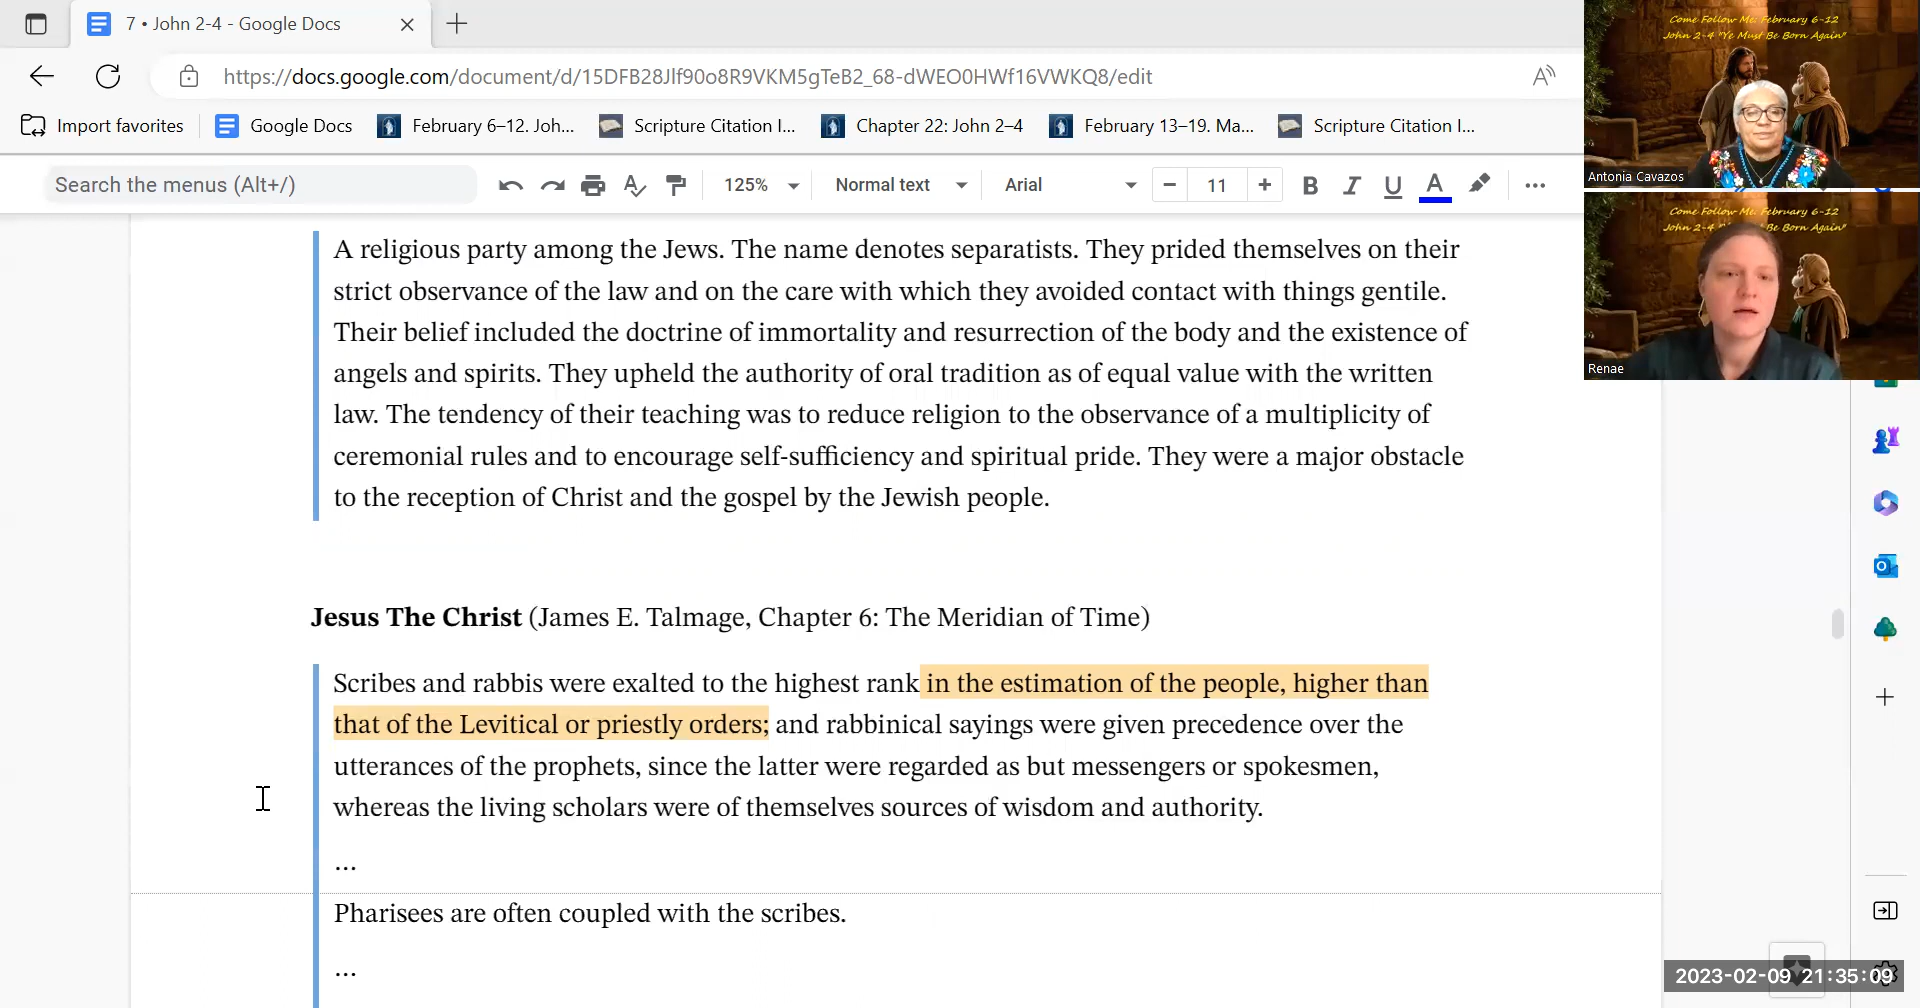 7 • John 2-4 - Google Docs
https://docs.google.com/document/d/15DFB28Jlf90o8R9VKM5gTeB2_68-dWEO0HWf16VWKQ8/edit
Import favorites
Google Docs
February 6–12. Joh...
Scripture Citation I...
Chapter 22: John 2–4
February 13–19. Ma...
Scripture Citation I...
Search the menus (Alt+/)
125%
Normal text
Arial
11
B I U A
A religious party among the Jews. The name denotes separatists. They prided themselves on their
strict observance of the law and on the care with which they avoided contact with things gentile.
Their belief included the doctrine of immortality and resurrection of the body and the existence of
angels and spirits. They upheld the authority of oral tradition as of equal value with the written
law. The tendency of their teaching was to reduce religion to the observance of a multiplicity of
ceremonial rules and to encourage self-sufficiency and spiritual pride. They were a major obstacle
to the reception of Christ and the gospel by the Jewish people.
Jesus The Christ (James E. Talmage, Chapter 6: The Meridian of Time)
Scribes and rabbis were exalted to the highest rank in the estimation of the people, higher than
that of the Levitical or priestly orders; and rabbinical sayings were given precedence over the
utterances of the prophets, since the latter were regarded as but messengers or spokesmen,
whereas the living scholars were of themselves sources of wisdom and authority.
...
Pharisees are often coupled with the scribes.
...
Come Follow Me: February 6-12
John 2-4 "Ye Must Be Born Again"
Antonia Cavazos
Come Follow Me: February 6-12
John 2-4 Be Born Again"
Renae
2023-02-09 21:35:09